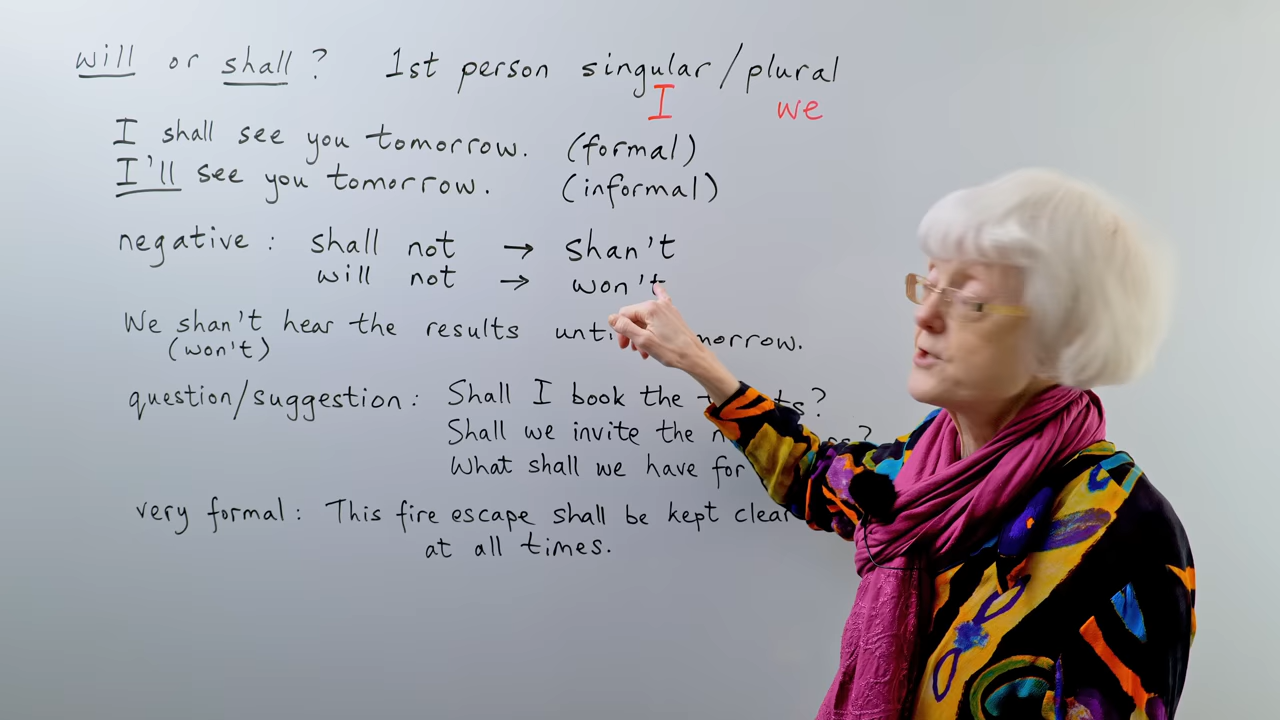 will or shall ? 1st person singular / plural
I we
I shall see you tomorrow. (formal)
I'll see you tomorrow. (informal)
negative : shall not → shan't
will not → won't
We shan't hear the results tomorrow.
(won't)
question/suggestion : Shall I book the ?
Shall we invite the ?
What shall we have for
very formal : This fire escape shall be kept clear
at all times.